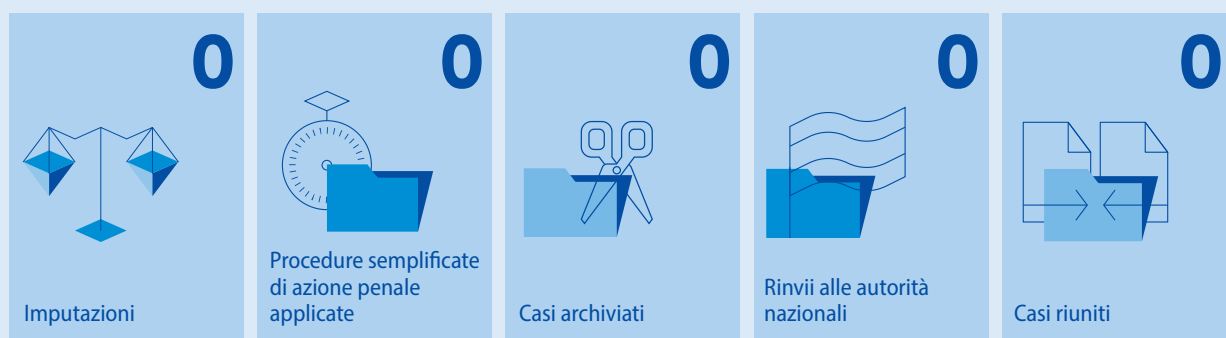 0
Imputazioni
0
Procedure semplificate
di azione penale
applicate
0
Casi archiviati
0
Rinvii alle autorità
nazionali
0
Casi riuniti